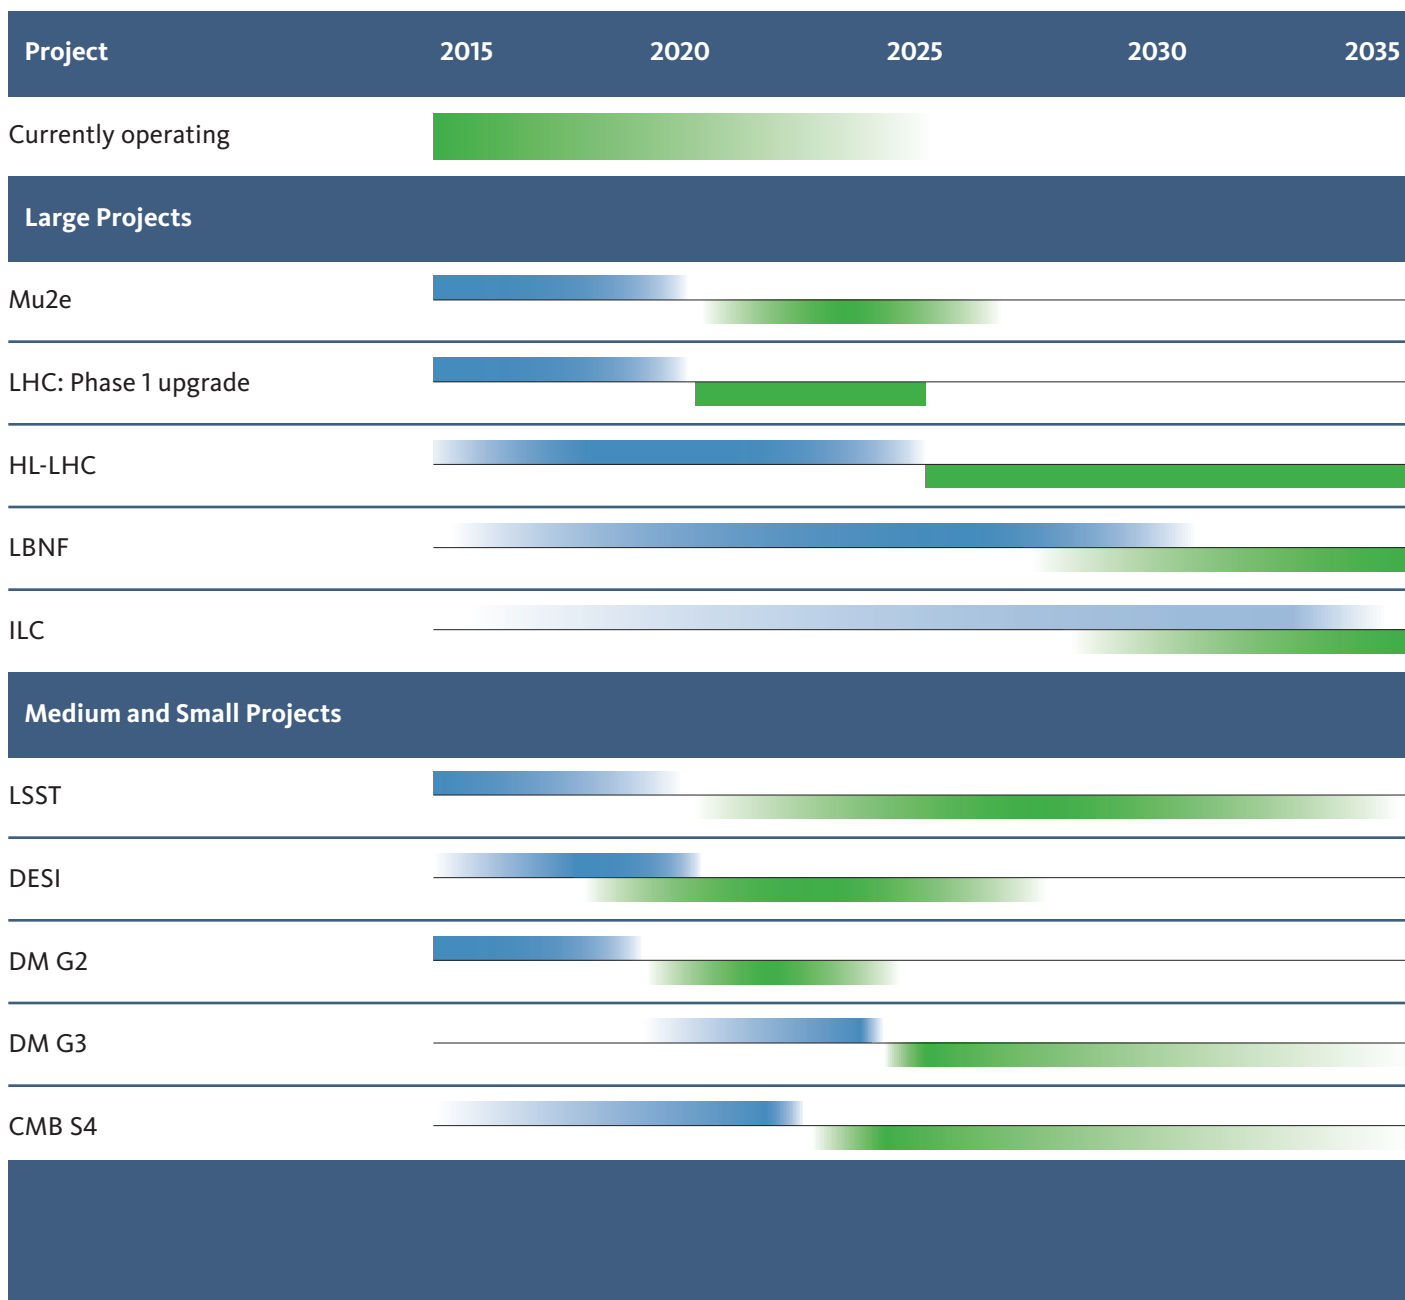 Project 2015 2020 2025 2030 2035
Currently operating
Large Projects
Mu2e
LHC: Phase 1 upgrade
HL-LHC
LBNF
ILC
Medium and Small Projects
LSST
DESI
DM G2
DM G3
CMB S4